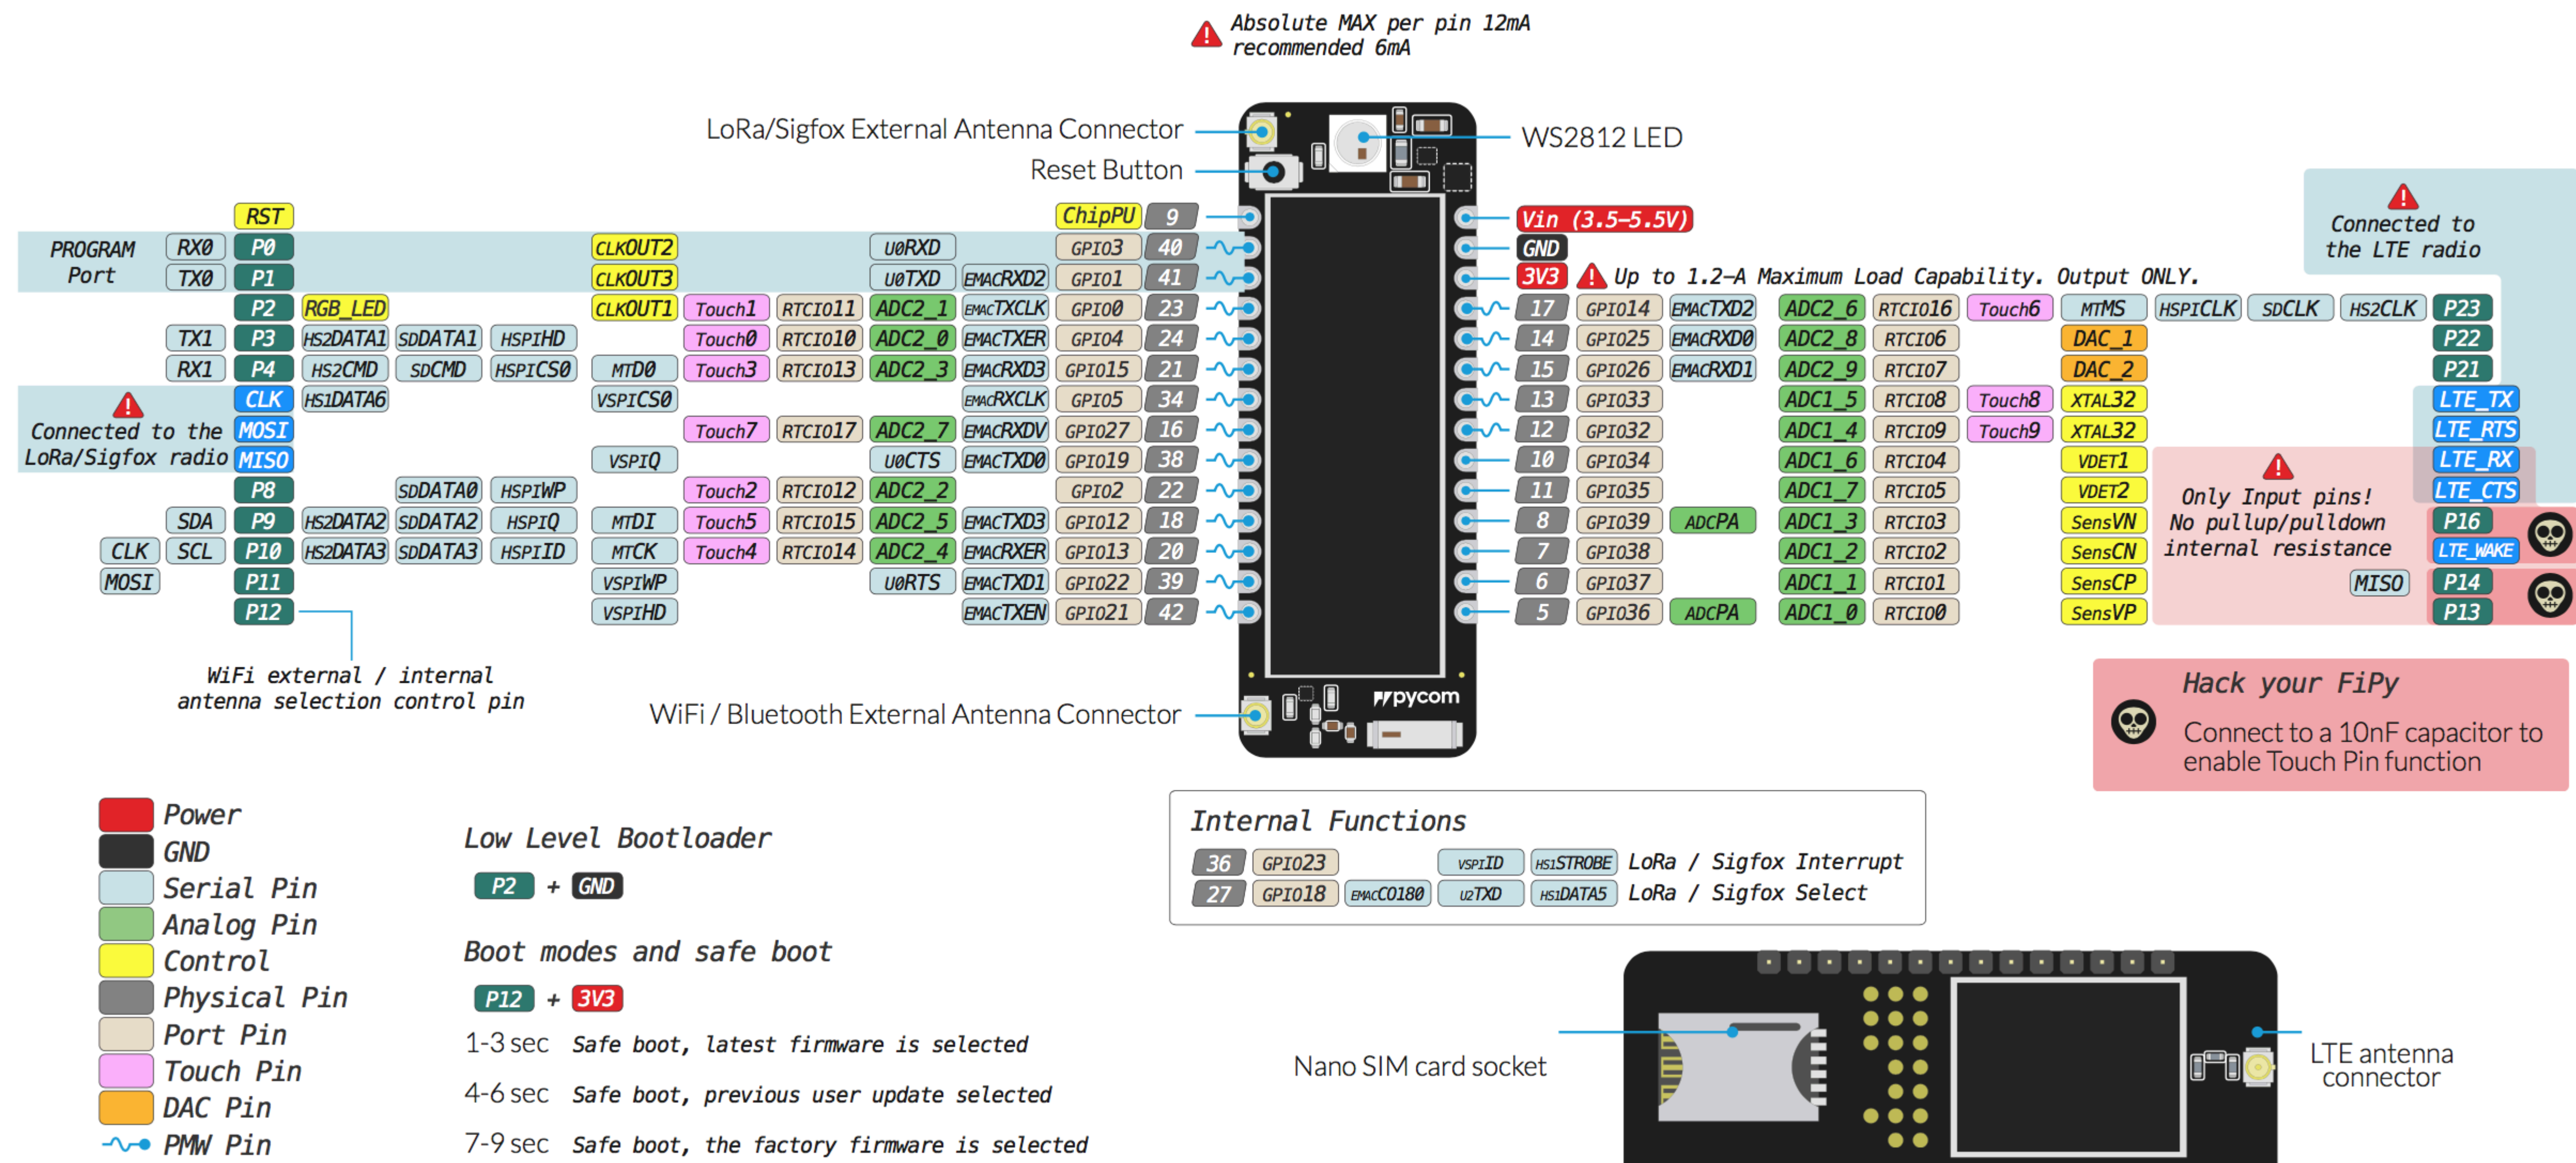 Absolute MAX per pin 12mA
recommended 6mA
LoRa/Sigfox External Antenna Connector
WS2812 LED
Reset Button
RST ChipPU 9 Vin (3.5–5.5V)
PROGRAM
Port
RX0 P0 CLKOUT2 U0RXD GPIO3 40 GND
TX0 P1 CLKOUT3 U0TXD EMACRXD2 GPIO1 41 3V3 Up to 1.2–A Maximum Load Capability. Output ONLY.
Connected to
the LTE radio
P2 RGB_LED CLKOUT1 Touch1 RTCIO11 ADC2_1 EMACTXCLK GPIO0 23 17 GPIO14 EMACTXD2 ADC2_6 RTCIO16 Touch6 MTMS HSPICLK SDCLK HS2CLK P23
TX1 P3 HS2DATA1 SDDATA1 HSPIHD Touch0 RTCIO10 ADC2_0 EMACTXER GPIO4 24 14 GPIO25 EMACRXD0 ADC2_8 RTCIO6 DAC_1 P22
RX1 P4 HS2CMD SDCMD HSPICS0 MTD0 Touch3 RTCIO13 ADC2_3 EMACRXD3 GPIO15 21 15 GPIO26 EMACRXD1 ADC2_9 RTCIO7 DAC_2 P21
CLK HS1DATA6 VSPICS0 EMACRXCLK GPIO5 34 13 GPIO33 ADC1_5 RTCIO8 Touch8 XTAL32 LTE_TX
Connected to the
LoRa/Sigfox radio
MOSI Touch7 RTCIO17 ADC2_7 EMACRXDV GPIO27 16 12 GPIO32 ADC1_4 RTCIO9 Touch9 XTAL32 LTE_RTS
MISO VSPIQ U0CTS EMACTXD0 GPIO19 38 10 GPIO34 ADC1_6 RTCIO4 VDET1 LTE_RX
P8 SDDATA0 HSPIWP Touch2 RTCIO12 ADC2_2 GPIO2 22 11 GPIO35 ADC1_7 RTCIO5 VDET2 LTE_CTS
Only Input pins!
No pullup/pulldown
internal resistance
SDA P9 HS2DATA2 SDDATA2 HSPIQ MTDI Touch5 RTCIO15 ADC2_5 EMACTXD3 GPIO12 18 8 GPIO39 ADCPA ADC1_3 RTCIO3 SensVN P16
CLK SCL P10 HS2DATA3 SDDATA3 HSPIID MTCK Touch4 RTCIO14 ADC2_4 EMACRXER GPIO13 20 7 GPIO38 ADC1_2 RTCIO2 SensCN LTE_WAKE
MOSI P11 VSPIWP U0RTS EMACTXD1 GPIO22 39 6 GPIO37 ADC1_1 RTCIO1 SensCP MISO P14
P12 VSPIHD EMACTXEN GPIO21 42 5 GPIO36 ADCPA ADC1_0 RTCIO0 SensVP P13
WiFi external / internal
antenna selection control pin
WiFi / Bluetooth External Antenna Connector
pycom
Hack your FiPy
Connect to a 10nF capacitor to
enable Touch Pin function
Power
GND
Serial Pin
Analog Pin
Control
Physical Pin
Port Pin
Touch Pin
DAC Pin
PMW Pin
Low Level Bootloader
P2 + GND
Boot modes and safe boot
P12 + 3V3
1-3 sec Safe boot, latest firmware is selected
4-6 sec Safe boot, previous user update selected
7-9 sec Safe boot, the factory firmware is selected
Internal Functions
36 GPIO23 VSPIID HS1STROBE LoRa / Sigfox Interrupt
27 GPIO18 EMACCO180 U2TXD HS1DATA5 LoRa / Sigfox Select
Nano SIM card socket
LTE antenna
connector